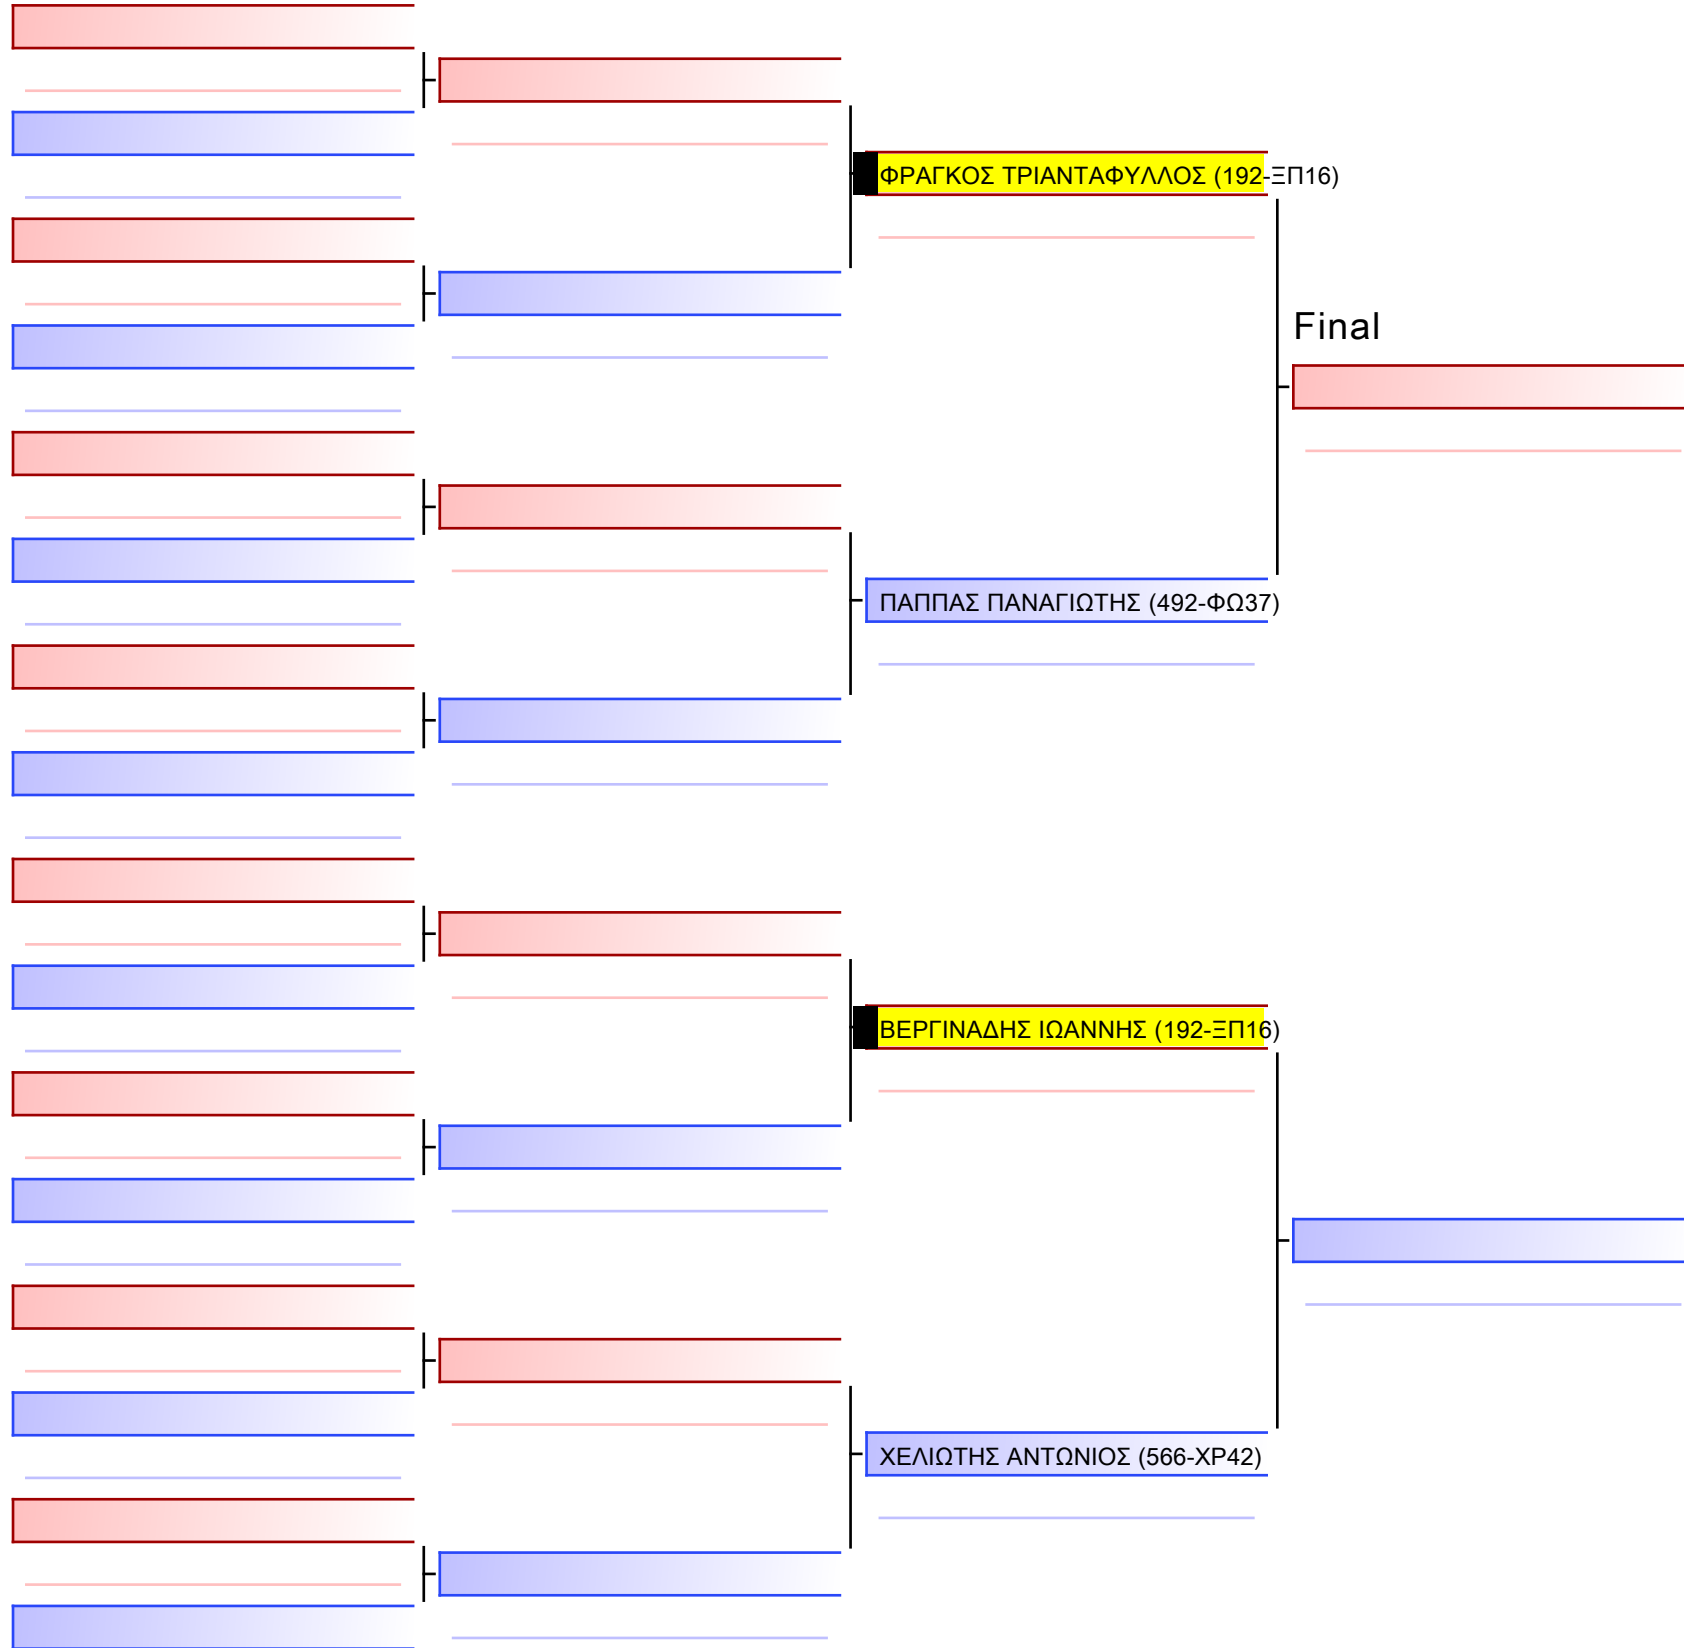 ΦΡΑΓΚΟΣ ΤΡΙΑΝΤΑΦΥΛΛΟΣ (192-ΞΠ16)
Final
ΠΑΠΠΑΣ ΠΑΝΑΓΙΩΤΗΣ (492-ΦΩ37)
ΒΕΡΓΙΝΑΔΗΣ ΙΩΑΝΝΗΣ (192-ΞΠ16)
ΧΕΛΙΩΤΗΣ ΑΝΤΩΝΙΟΣ (566-ΧΡ42)